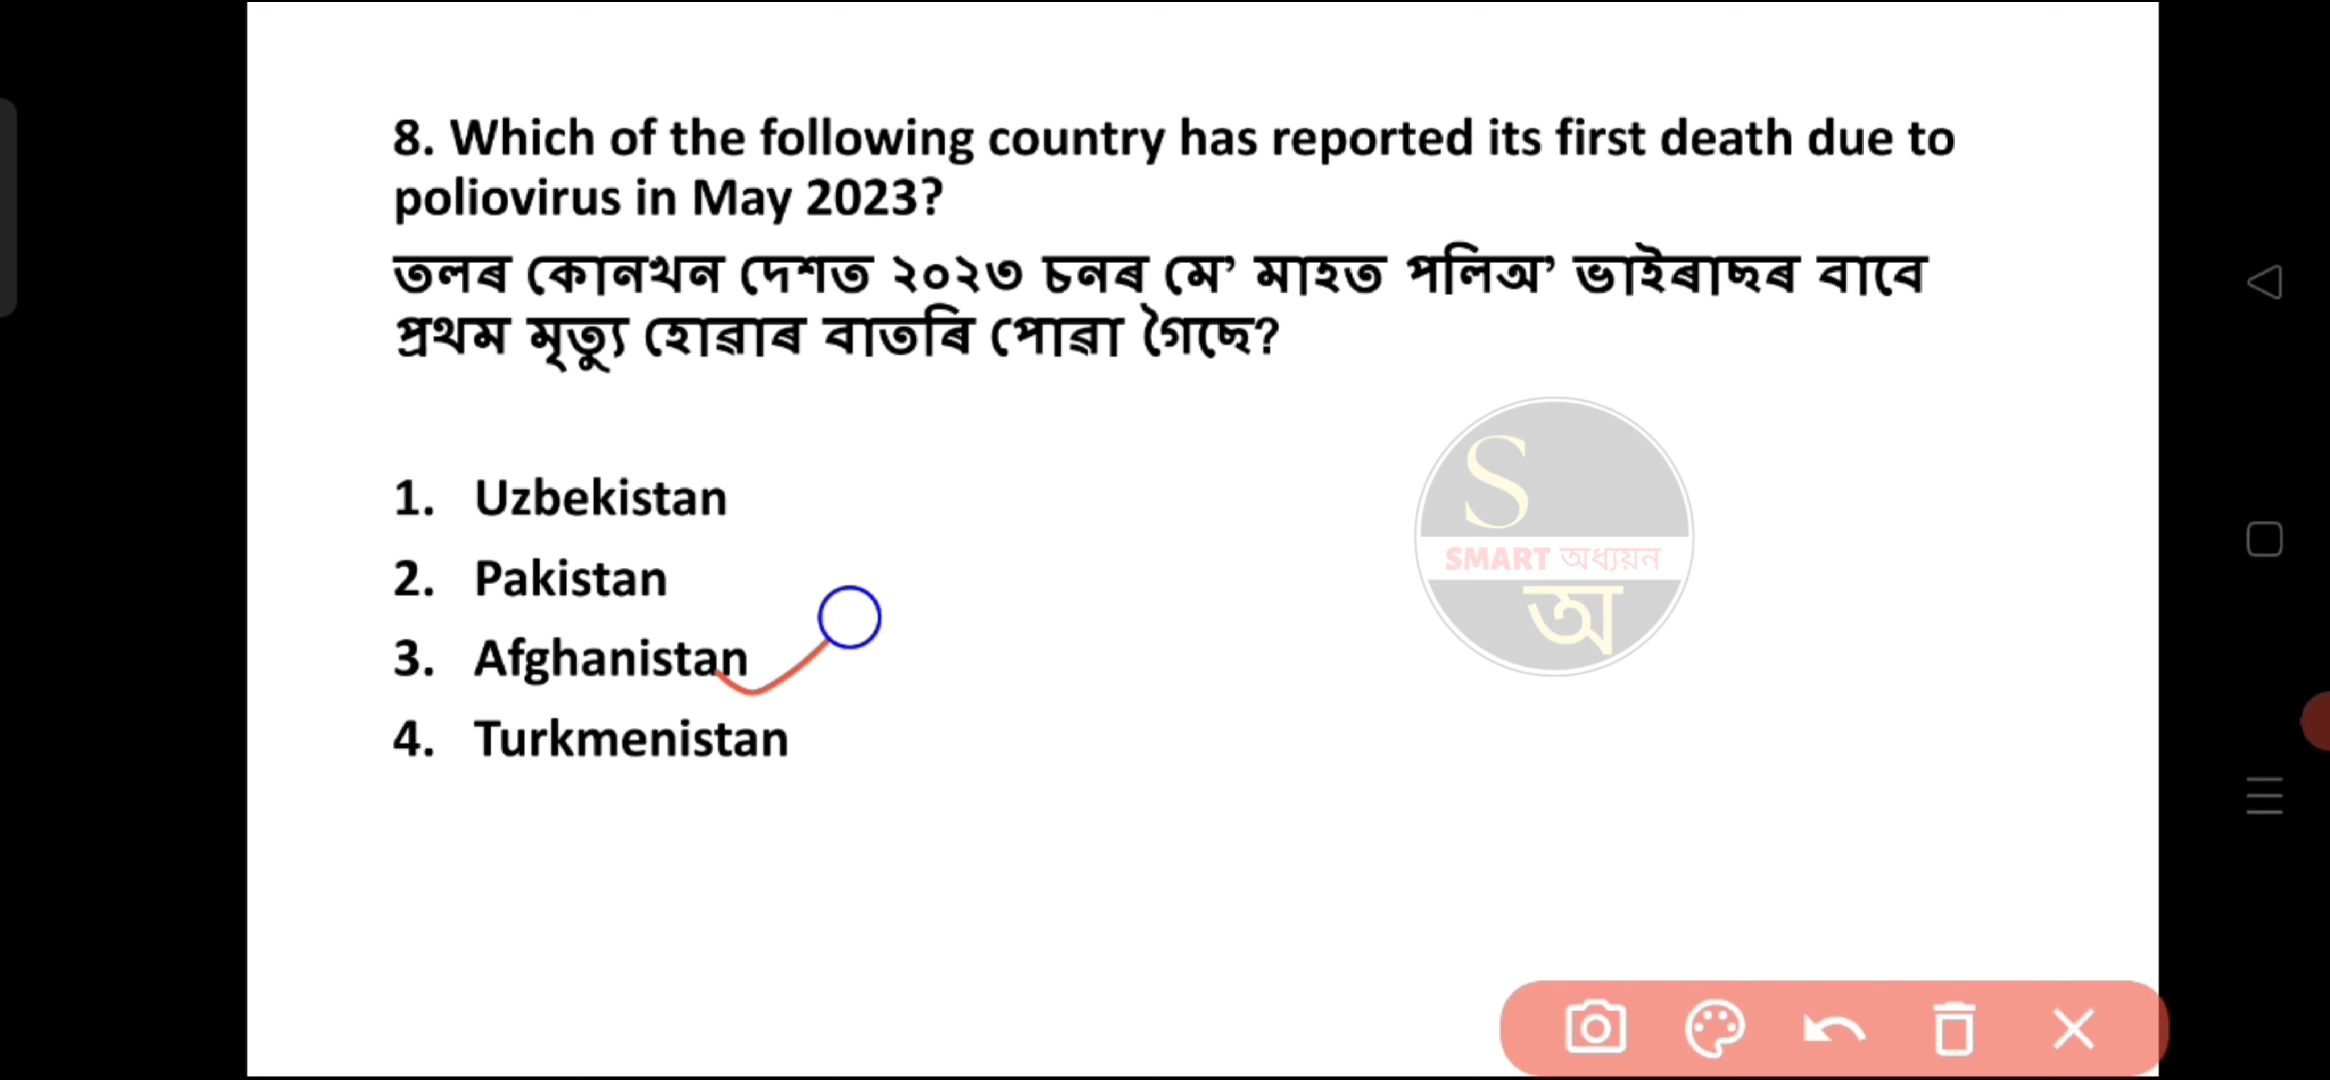 8. Which of the following country has reported its first death due to
poliovirus in May 2023?
তলৰ কোনখন দেশত ২০২৩ চনৰ মে’ মাহত পলিঅ’ ভাইৰাছৰ বাবে
প্ৰথম মৃত্যু হোৱাৰ বাতৰি পোৱা গৈছে?
1. Uzbekistan
2. Pakistan
3. Afghanistan
4. Turkmenistan
S
SMART অধ্যয়ন
অ